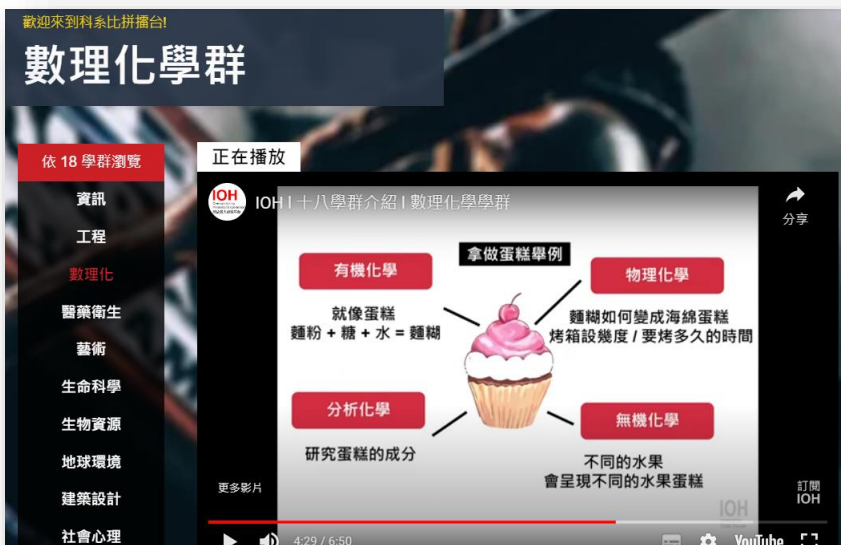 歡迎來到科系比拼擂台!
數理化學群
依 18 學群瀏覽
資訊
工程
數理化
醫藥衛生
藝術
生命科學
生物資源
地球環境
建築設計
社會心理
正在播放
IOH
IOH I 十八學群介紹 I 數理化學學群
分享
拿做蛋糕舉例
有機化學
就像蛋糕
麵粉 + 糖 + 水 = 麵糊
物理化學
麵糊如何變成海綿蛋糕
烤箱設幾度 / 要烤多久的時間
分析化學
研究蛋糕的成分
無機化學
不同的水果
會呈現不同的水果蛋糕
IOH
更多影片
訂閱
IOH
4:29 / 6:50
YouTube